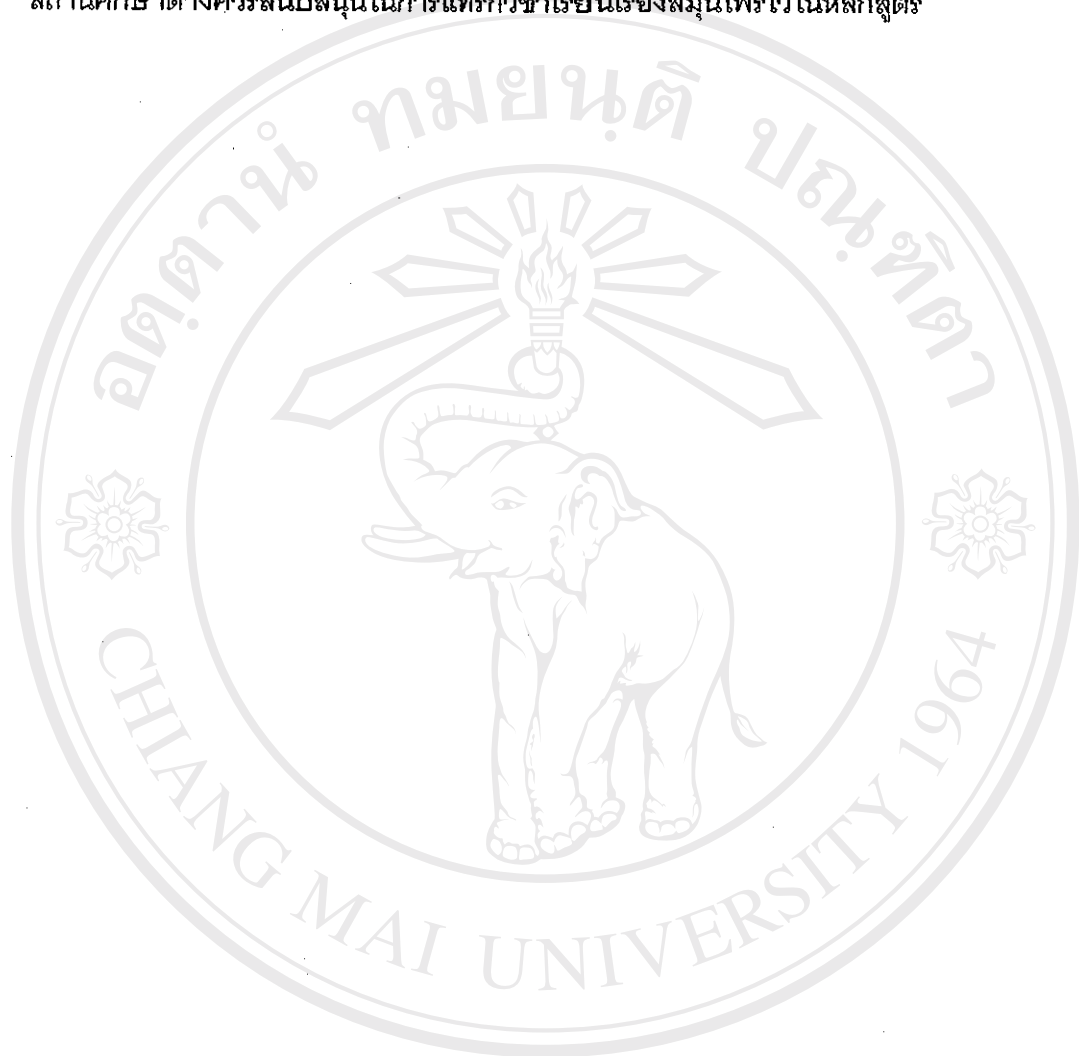 สถานศึกษาต่างควรสนับสนุนในการแทรกวิชาเรียนเรื่องสมุนไพรไว้ในหลักสูตร
อตฺตานํ ทมยนฺติ ปณฺฑิตา
CHIANG MAI UNIVERSITY 1964